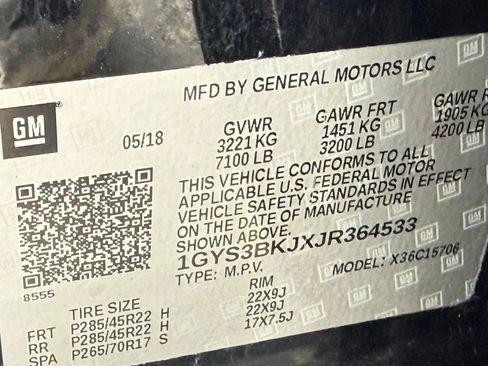 MFD BY GENERAL MOTORS LLC
GM
05/18
GVWR GAWR FRT GAWR
3221 KG 1451 KG 1905 KG
7100 LB 3200 LB 4200 LB
THIS VEHICLE CONFORMS TO ALL
APPLICABLE U.S. FEDERAL MOTOR
VEHICLE SAFETY STANDARDS IN EFFECT
ON THE DATE OF MANUFACTURE
SHOWN ABOVE.
1GYS3BKJXJR364533
TYPE: M.P.V. MODEL: X36C15706
8555
TIRE SIZE RIM
FRT P285/45R22 H 22X9J
RR P285/45R22 H 22X9J
SPA P265/70R17 S 17X7.5J